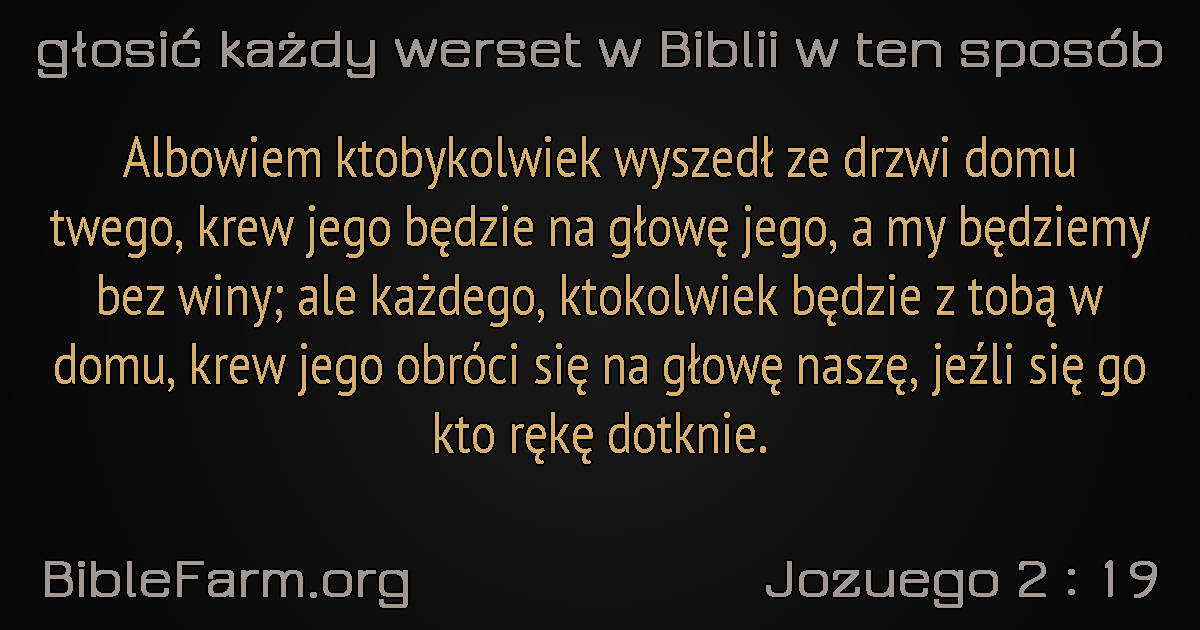 głosić każdy werset w Biblii w ten sposób
Albowiem ktobykolwiek wyszedł ze drzwi domu
twego, krew jego będzie na głowę jego, a my będziemy
bez winy; ale każdego, ktokolwiek będzie z tobą w
domu, krew jego obróci się na głowę naszę, jeźli się go
kto rękę dotknie.
BibleFarm.org
Jozuego 2 : 19